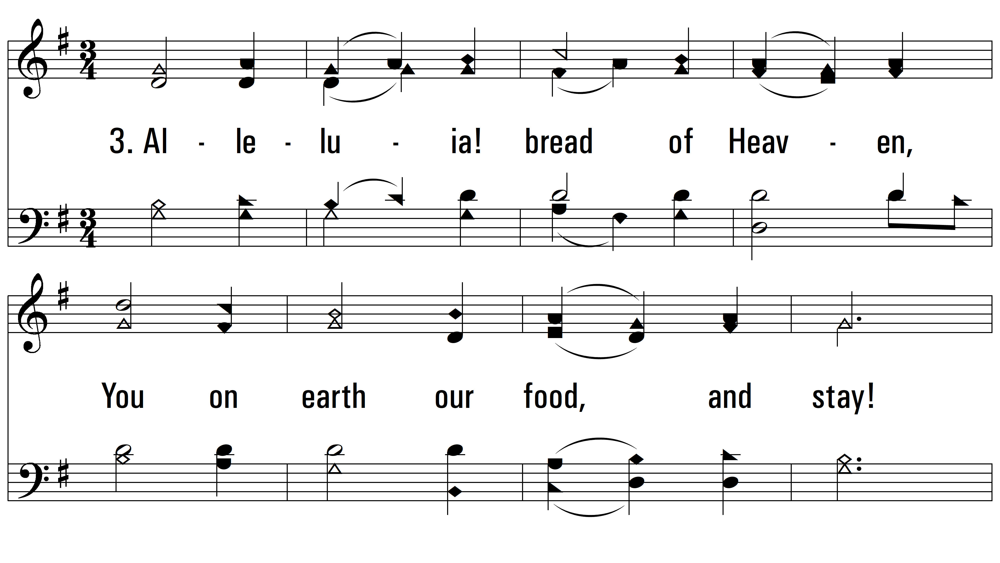 3. Al - le - lu - ia! bread of Heav - en,
You on earth our food, and stay!